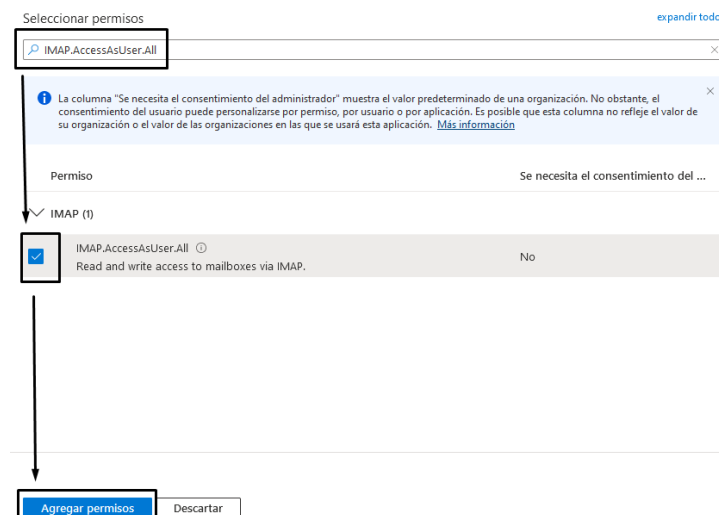 Seleccionar permisos
expandir todo
IMAP.AccessAsUser.All
La columna "Se necesita el consentimiento del administrador" muestra el valor predeterminado de una organización. No obstante, el
consentimiento del usuario puede personalizarse por permiso, por usuario o por aplicación. Es posible que esta columna no refleje el valor de
su organización o el valor de las organizaciones en las que se usará esta aplicación. Más información
Permiso
Se necesita el consentimiento del ...
IMAP (1)
IMAP.AccessAsUser.All
Read and write access to mailboxes via IMAP.
No
Agregar permisos
Descartar